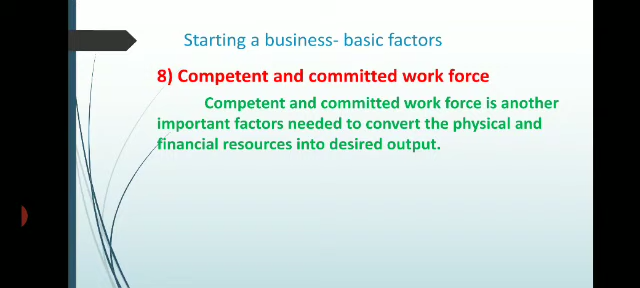 Starting a business- basic factors
8) Competent and committed work force
Competent and committed work force is another
important factors needed to convert the physical and
financial resources into desired output.